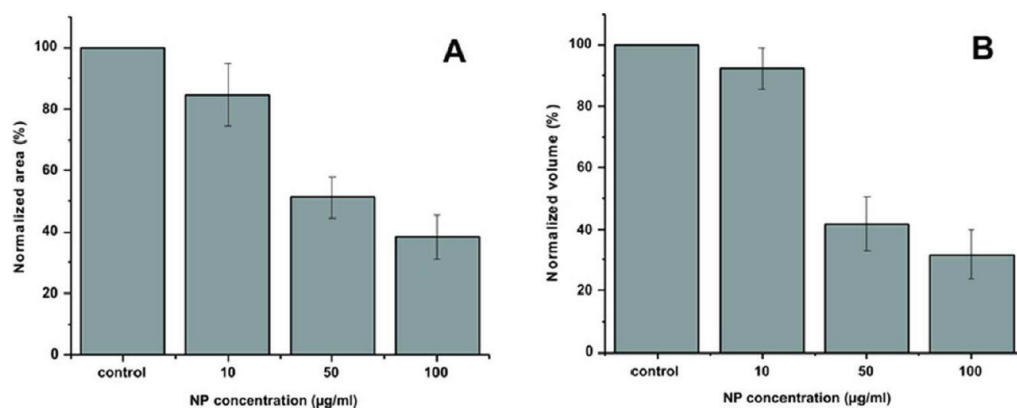 A
Normalized area (%)
100
80
60
40
20
0
control 10 50 100
NP concentration (µg/ml)
B
Normalized volume (%)
100
80
60
40
20
0
control 10 50 100
NP concentration (µg/ml)